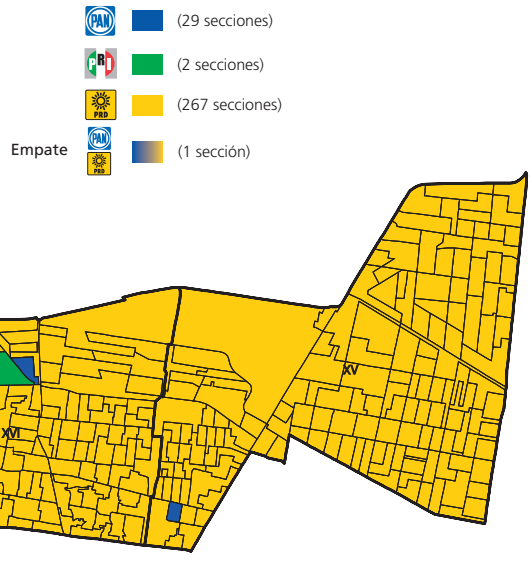 PAN (29 secciones)
PRI (2 secciones)
PRD (267 secciones)
Empate PAN PRD (1 sección)
XV
XVI